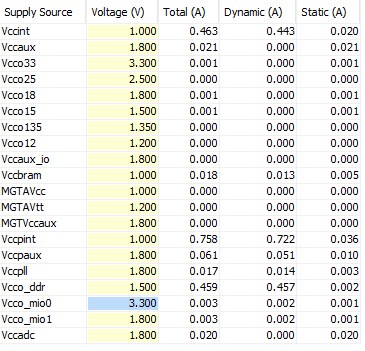 Supply Source Voltage (V) Total (A) Dynamic (A) Static (A)
Vccint 1.000 0.463 0.443 0.020
Vccaux 1.800 0.021 0.000 0.021
Vcco33 3.300 0.001 0.000 0.001
Vcco25 2.500 0.000 0.000 0.000
Vcco18 1.800 0.001 0.000 0.001
Vcco15 1.500 0.001 0.000 0.001
Vcco135 1.350 0.000 0.000 0.000
Vcco12 1.200 0.000 0.000 0.000
Vccaux_io 1.800 0.000 0.000 0.000
Vccbram 1.000 0.018 0.013 0.005
MGTAVcc 1.000 0.000 0.000 0.000
MGTAVtt 1.200 0.000 0.000 0.000
MGTVccaux 1.800 0.000 0.000 0.000
Vccpint 1.000 0.758 0.722 0.036
Vccpaux 1.800 0.061 0.051 0.010
Vccpll 1.800 0.017 0.014 0.003
Vcco_ddr 1.500 0.459 0.457 0.002
Vcco_mio0 3.300 0.003 0.002 0.001
Vcco_mio1 1.800 0.003 0.002 0.001
Vccadc 1.800 0.020 0.000 0.020